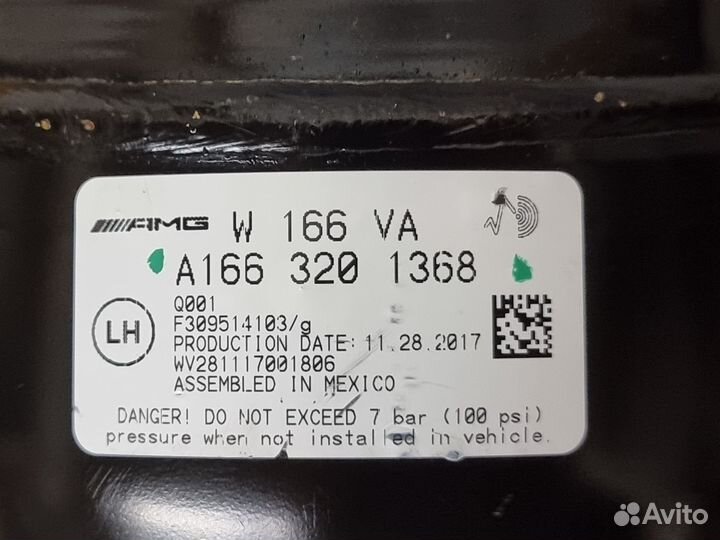 AMG W 166 VA
A166 320 1368
Q001
F309514103/g
LH
PRODUCTION DATE: 11.28.2017
WV281117001806
ASSEMBLED IN MEXICO
DANGER! DO NOT EXCEED 7 bar (100 psi)
pressure when not installed in vehicle.
Avito